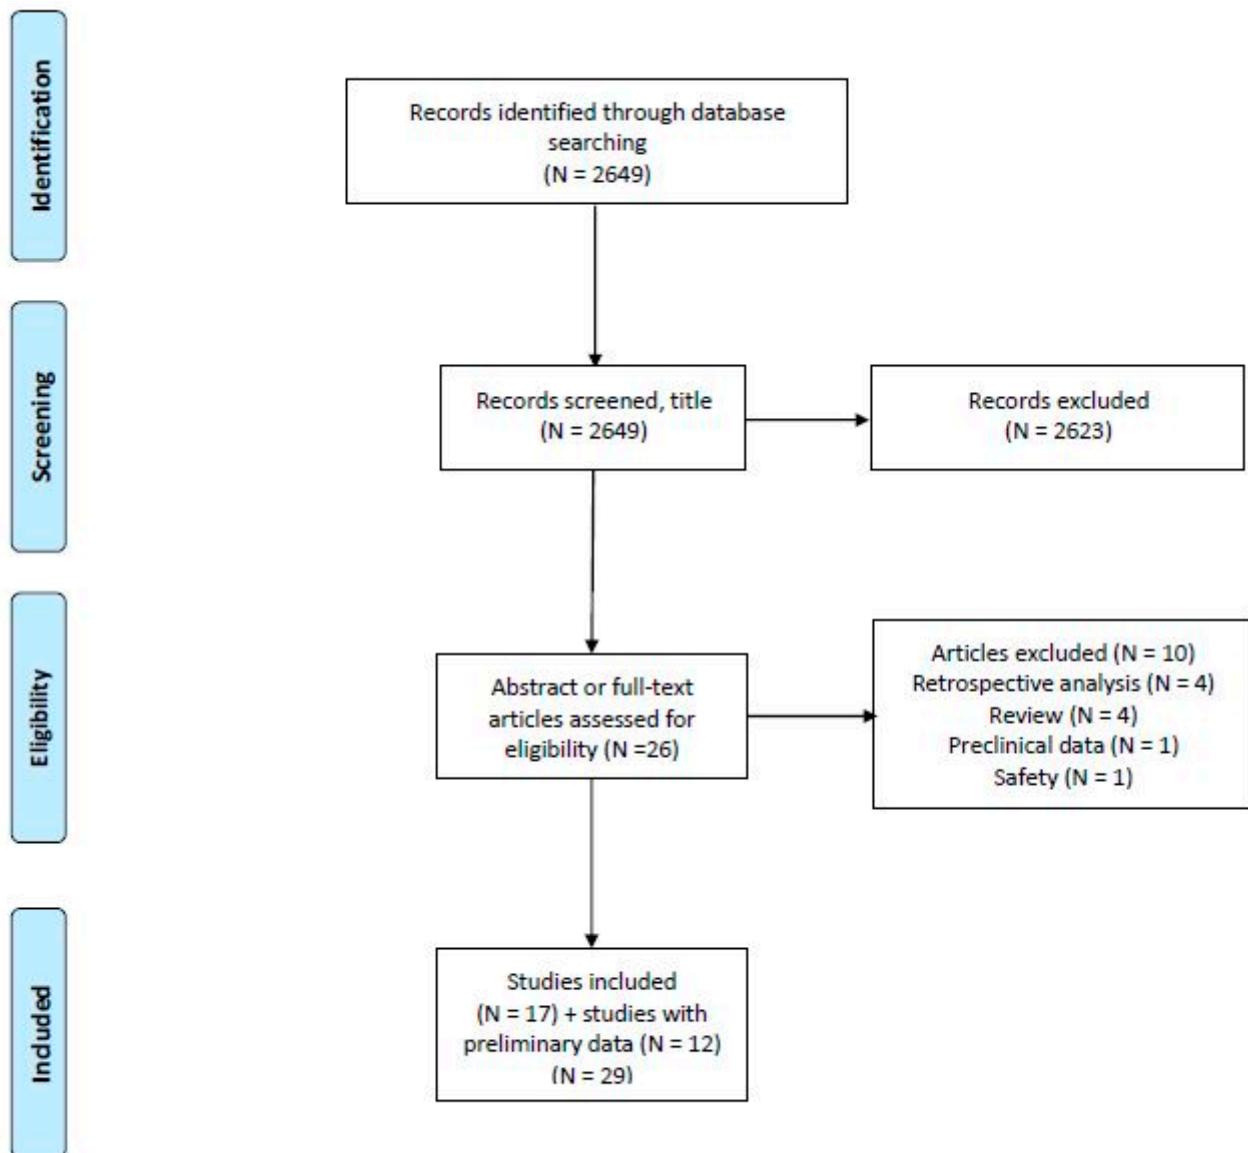 Identification
Records identified through database
searching
(N = 2649)
Screening
Records screened, title
(N = 2649)
Records excluded
(N = 2623)
Eligibility
Abstract or full-text
articles assessed for
eligibility (N =26)
Articles excluded (N = 10)
Retrospective analysis (N = 4)
Review (N = 4)
Preclinical data (N = 1)
Safety (N = 1)
Included
Studies included
(N = 17) + studies with
preliminary data (N = 12)
(N = 29)